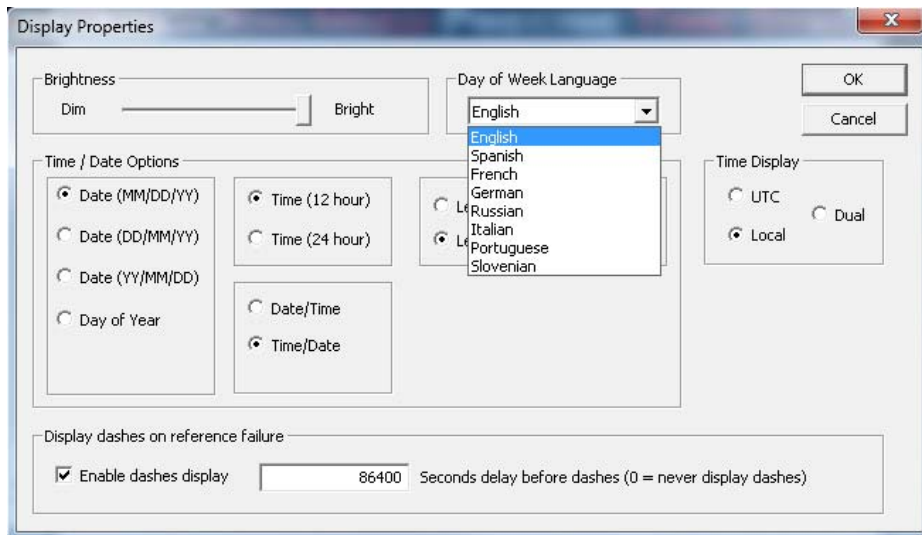 Display Properties
Brightness
Dim
Bright
Day of Week Language
English
English
Spanish
French
German
Russian
Italian
Portuguese
Slovenian
OK
Cancel
Time / Date Options
Date (MM/DD/YY)
Date (DD/MM/YY)
Date (YY/MM/DD)
Day of Year
Time (12 hour)
Time (24 hour)
Date/Time
Time/Date
Time Display
UTC
Local
Dual
Display dashes on reference failure
Enable dashes display
86400
Seconds delay before dashes (0 = never display dashes)